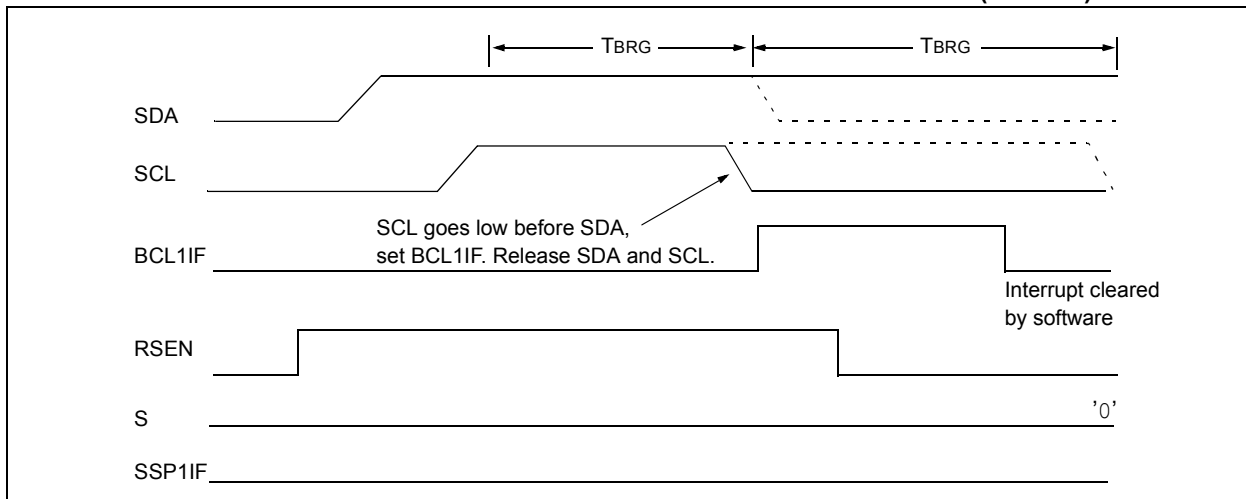 TBRG TBRG
SDA
SCL
SCL goes low before SDA,
set BCL1IF. Release SDA and SCL.
BCL1IF
Interrupt cleared
by software
RSEN
S
'0'
SSP1IF